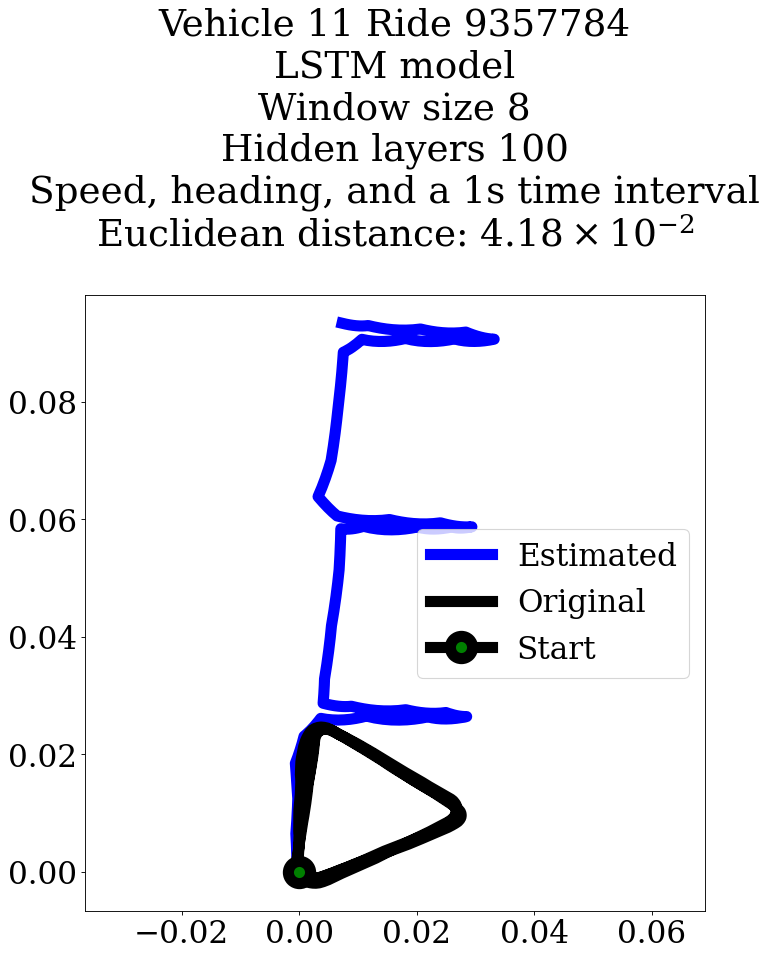 Vehicle 11 Ride 9357784
LSTM model
Window size 8
Hidden layers 100
Speed, heading, and a 1s time interval
Euclidean distance: 4.18 × 10⁻²
0.08
0.06
0.04
0.02
0.00
Estimated
Original
Start
−0.02 0.00 0.02 0.04 0.06